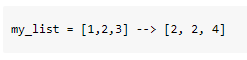 my_list = [1,2,3] --> [2, 2, 4]